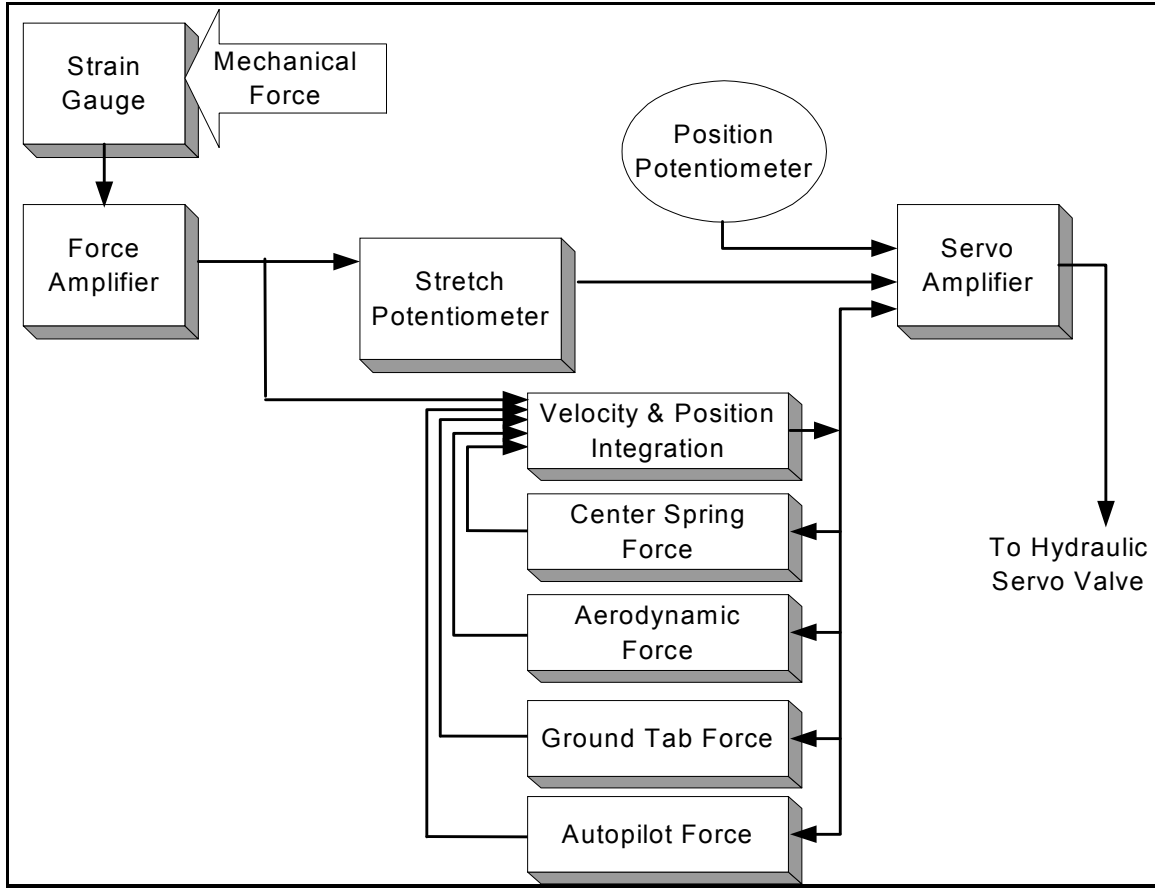 Strain
Gauge
Mechanical
Force
Position
Potentiometer
Force
Amplifier
Stretch
Potentiometer
Servo
Amplifier
Velocity & Position
Integration
Center Spring
Force
Aerodynamic
Force
Ground Tab Force
Autopilot Force
To Hydraulic
Servo Valve